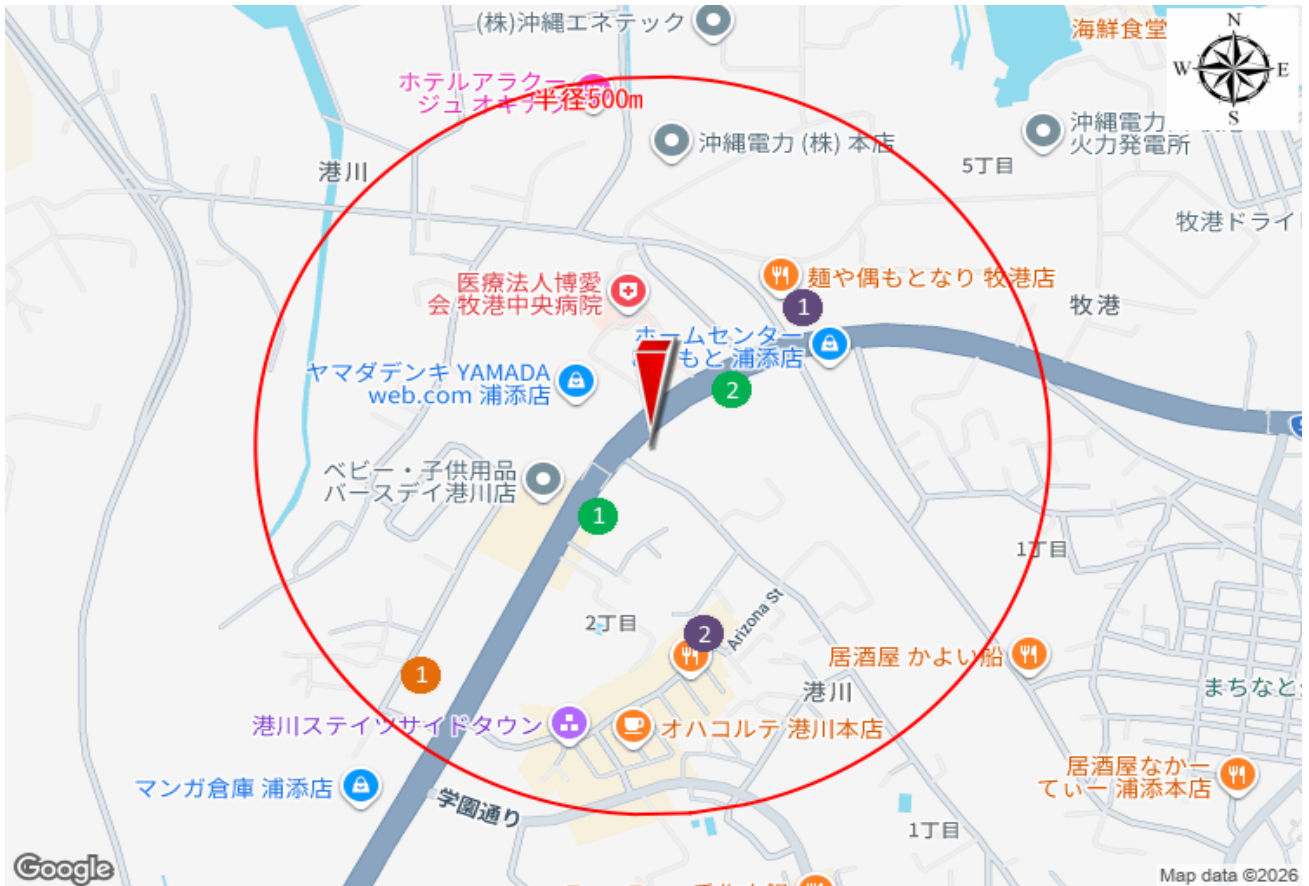 (株)沖縄エネテック
海鮮食堂
N
W
E
S
ホテルアラクー
ジュ オキナワ
半径500m
沖縄電力 (株) 本店
沖縄電力
火力発電所
5丁目
港川
牧港ドライ
医療法人博愛
会 牧港中央病院
麺や偶もとなり 牧港店
1
牧港
ホームセンター
もと 浦添店
ヤマダデンキ YAMADA
web.com 浦添店
2
ベビー・子供用品
バースデイ港川店
1
1丁目
2丁目
Arizona St
2
居酒屋 かよい船
1
港川
まちなと
港川ステイツサイドタウン
オハコルテ 港川本店
マンガ倉庫 浦添店
居酒屋なかー
てぃー 浦添本店
学園通り
1丁目
Google
Map data ©2026